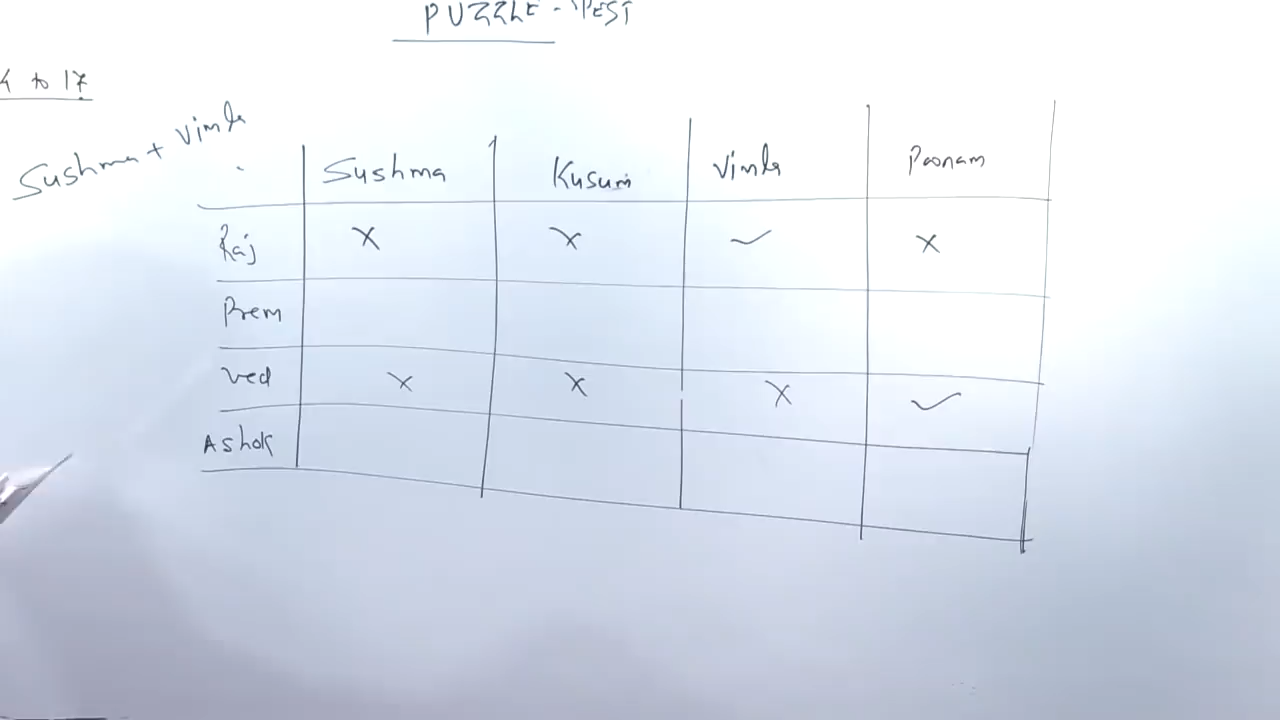 PUZZLE - TEST
to 17
Sushma + Vimla
Sushma Kusum Vimla Poonam
Raj X X ✓ X
Prem
Ved X X X ✓
Ashok